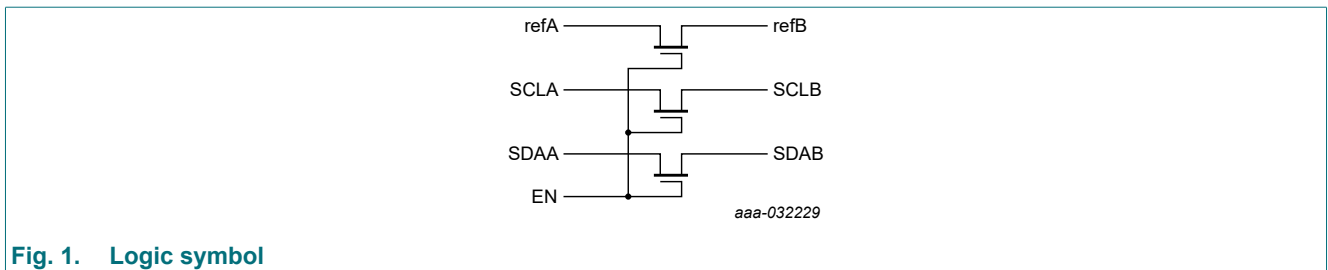 refA refB
SCLA SCLB
SDAA SDAB
EN
aaa-032229
Fig. 1. Logic symbol